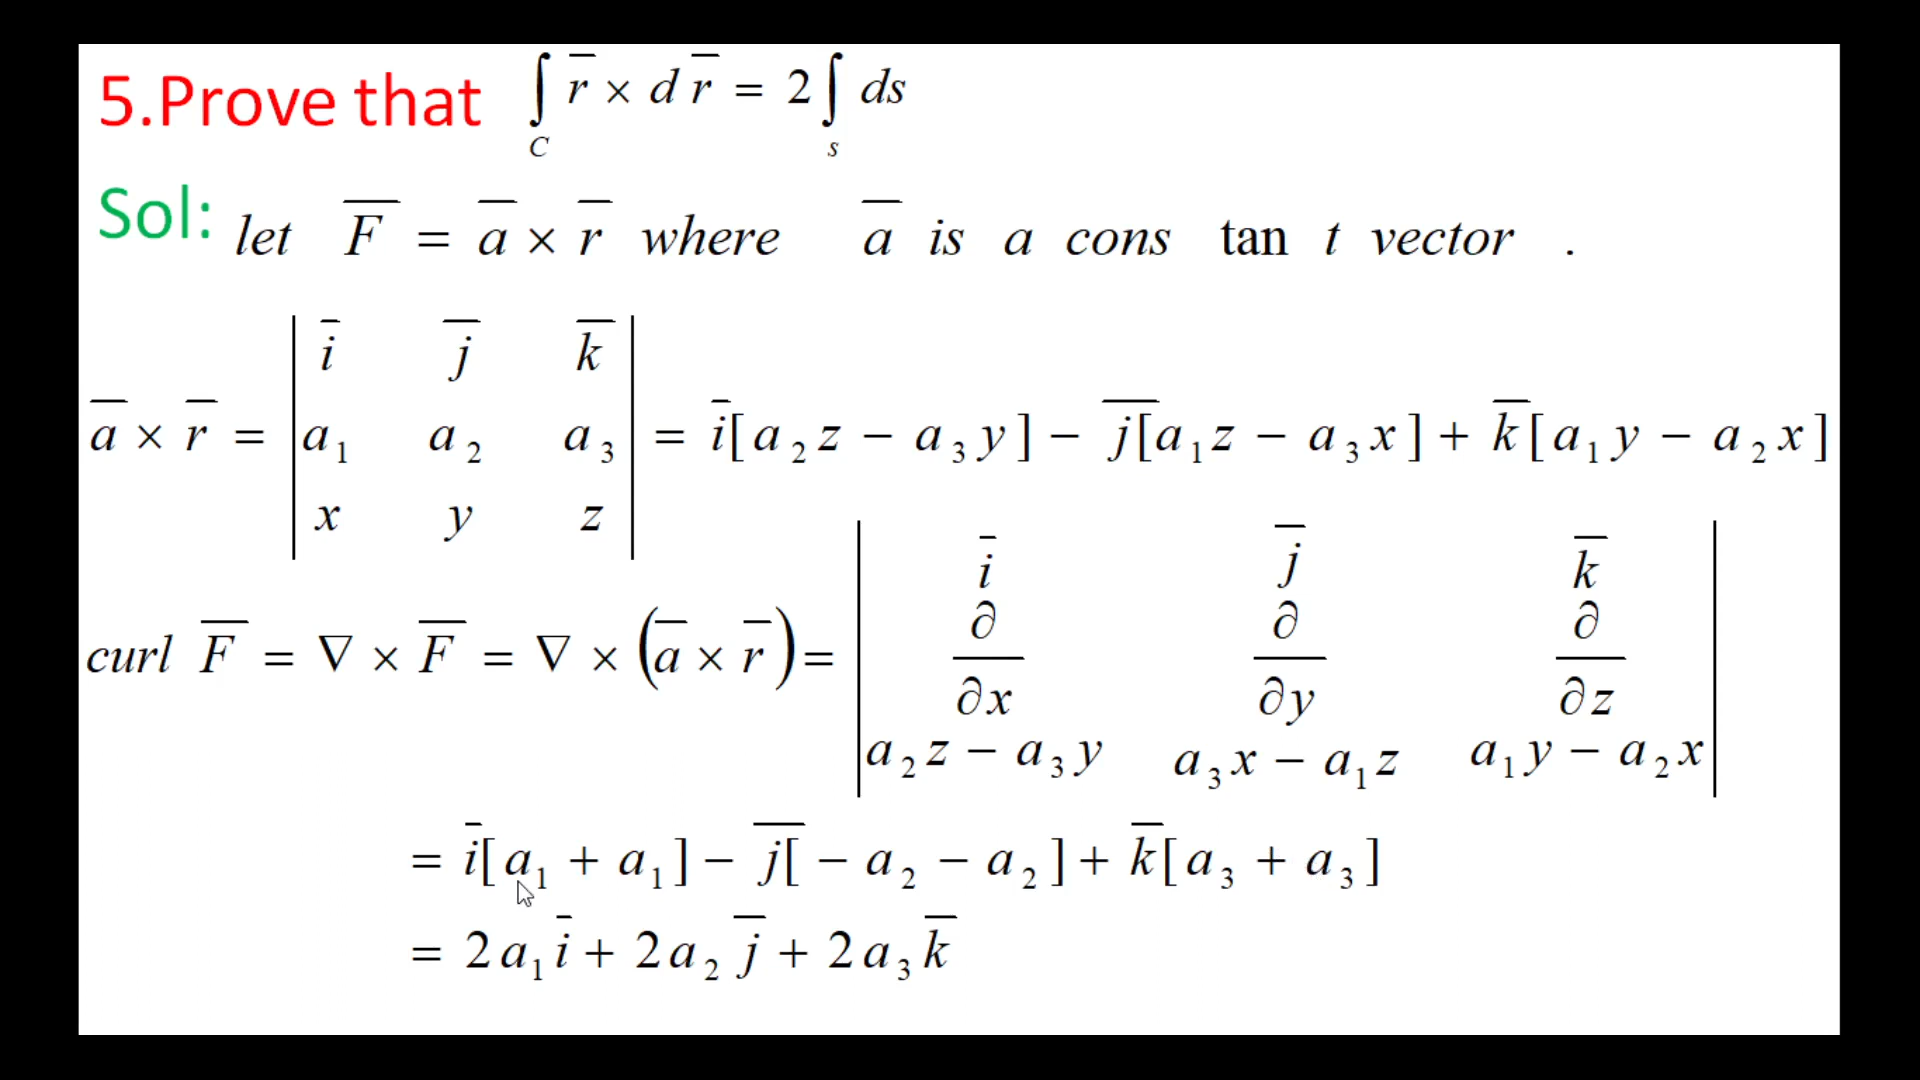 5.Prove that ∫_C r̅ × d r̅ = 2 ∫_s ds
Sol: let F̅ = a̅ × r̅ where a̅ is a cons tan t vector .
a̅ × r̅ = | i̅ j̅ k̅ ; a₁ a₂ a₃ ; x y z | = i̅[a₂z − a₃y] − j̅[a₁z − a₃x] + k̅[a₁y − a₂x]
curl F̅ = ∇ × F̅ = ∇ × (a̅ × r̅) = | i̅ j̅ k̅ ; ∂/∂x ∂/∂y ∂/∂z ; a₂z − a₃y a₃x − a₁z a₁y − a₂x |
= i̅[a₁ + a₁] − j̅[− a₂ − a₂] + k̅[a₃ + a₃]
= 2a₁i̅ + 2a₂j̅ + 2a₃k̅